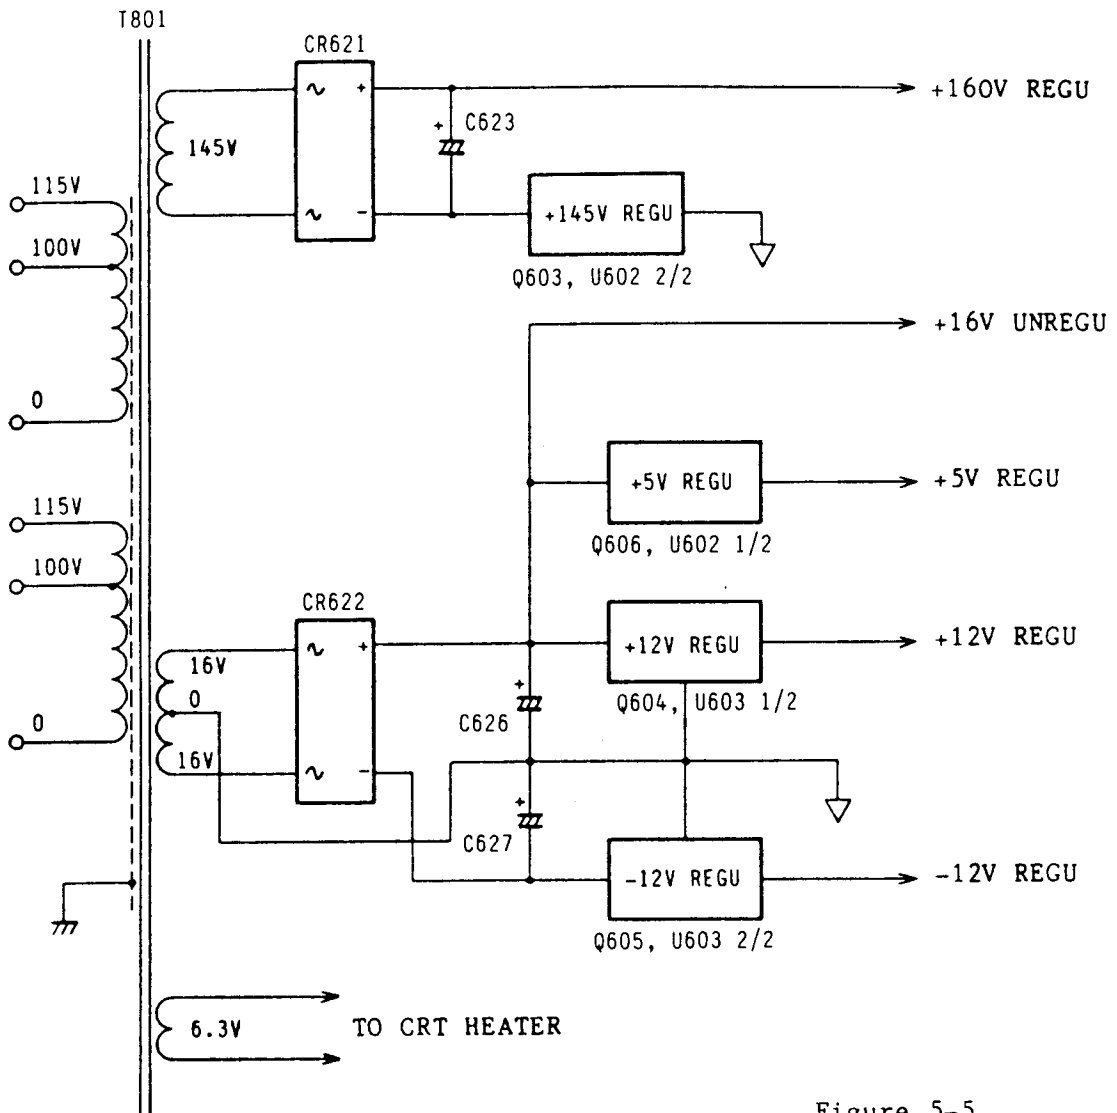 T801
CR621
∿ +
+160V REGU
+ C623
145V
∿ -
+145V REGU
Q603, U602 2/2
115V
100V
0
+16V UNREGU
+5V REGU
+5V REGU
Q606, U602 1/2
115V
100V
0
CR622
∿ +
16V
0
16V
∿ -
+12V REGU
+12V REGU
Q604, U603 1/2
+
C626
+
C627
-12V REGU
-12V REGU
Q605, U603 2/2
6.3V
TO CRT HEATER
Figure 5-5